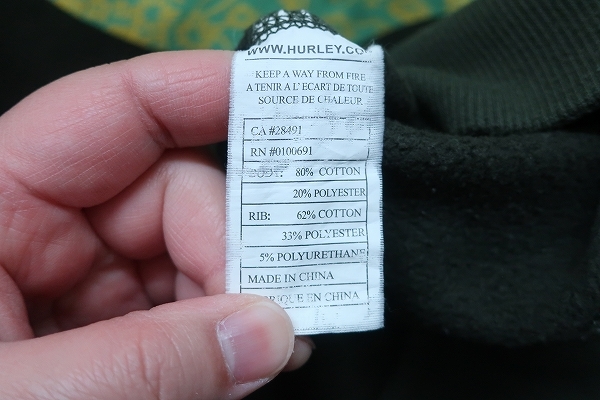 WWW.HURLEY.CO
KEEP A WAY FROM FIRE
A TENIR A L' ECART DE TOUTE
SOURCE DE CHALEUR
CA #28491
RN #0100691
80% COTTON
20% POLYESTER
RIB: 62% COTTON
33% POLYESTER
5% POLYURETHANE
MADE IN CHINA
RIQUE EN CHINA